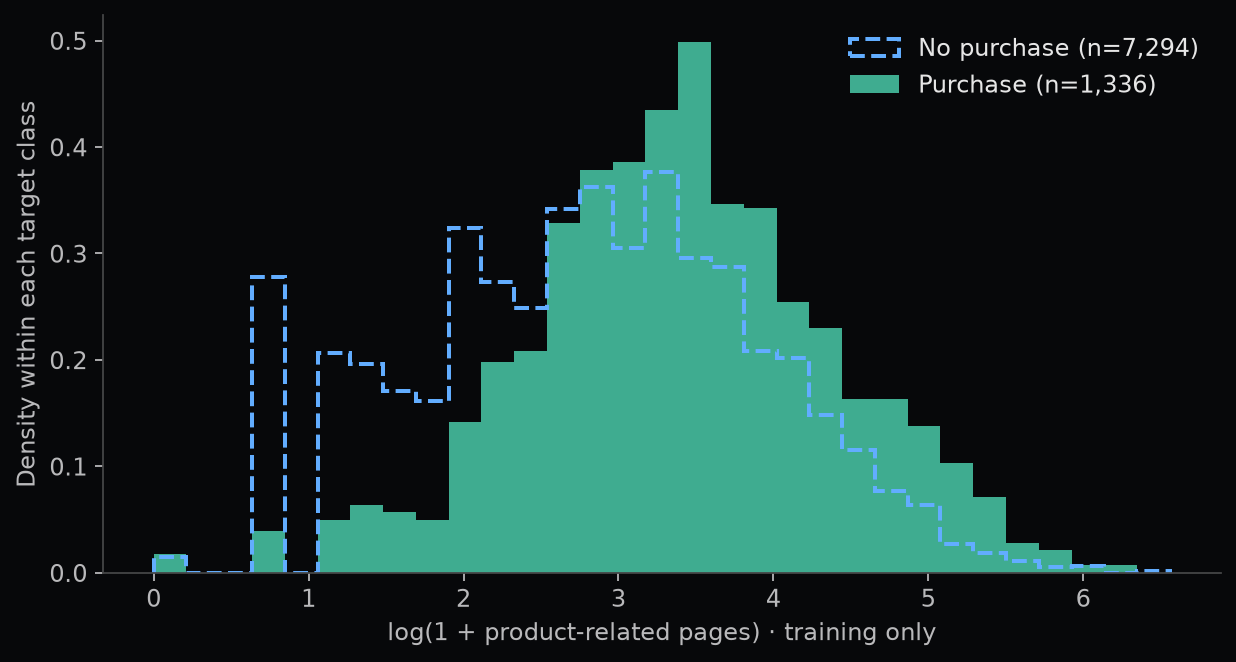 No purchase (n=7,294)
Purchase (n=1,336)
Density within each target class
0.5
0.4
0.3
0.2
0.1
0.0
0 1 2 3 4 5 6
log(1 + product-related pages) · training only